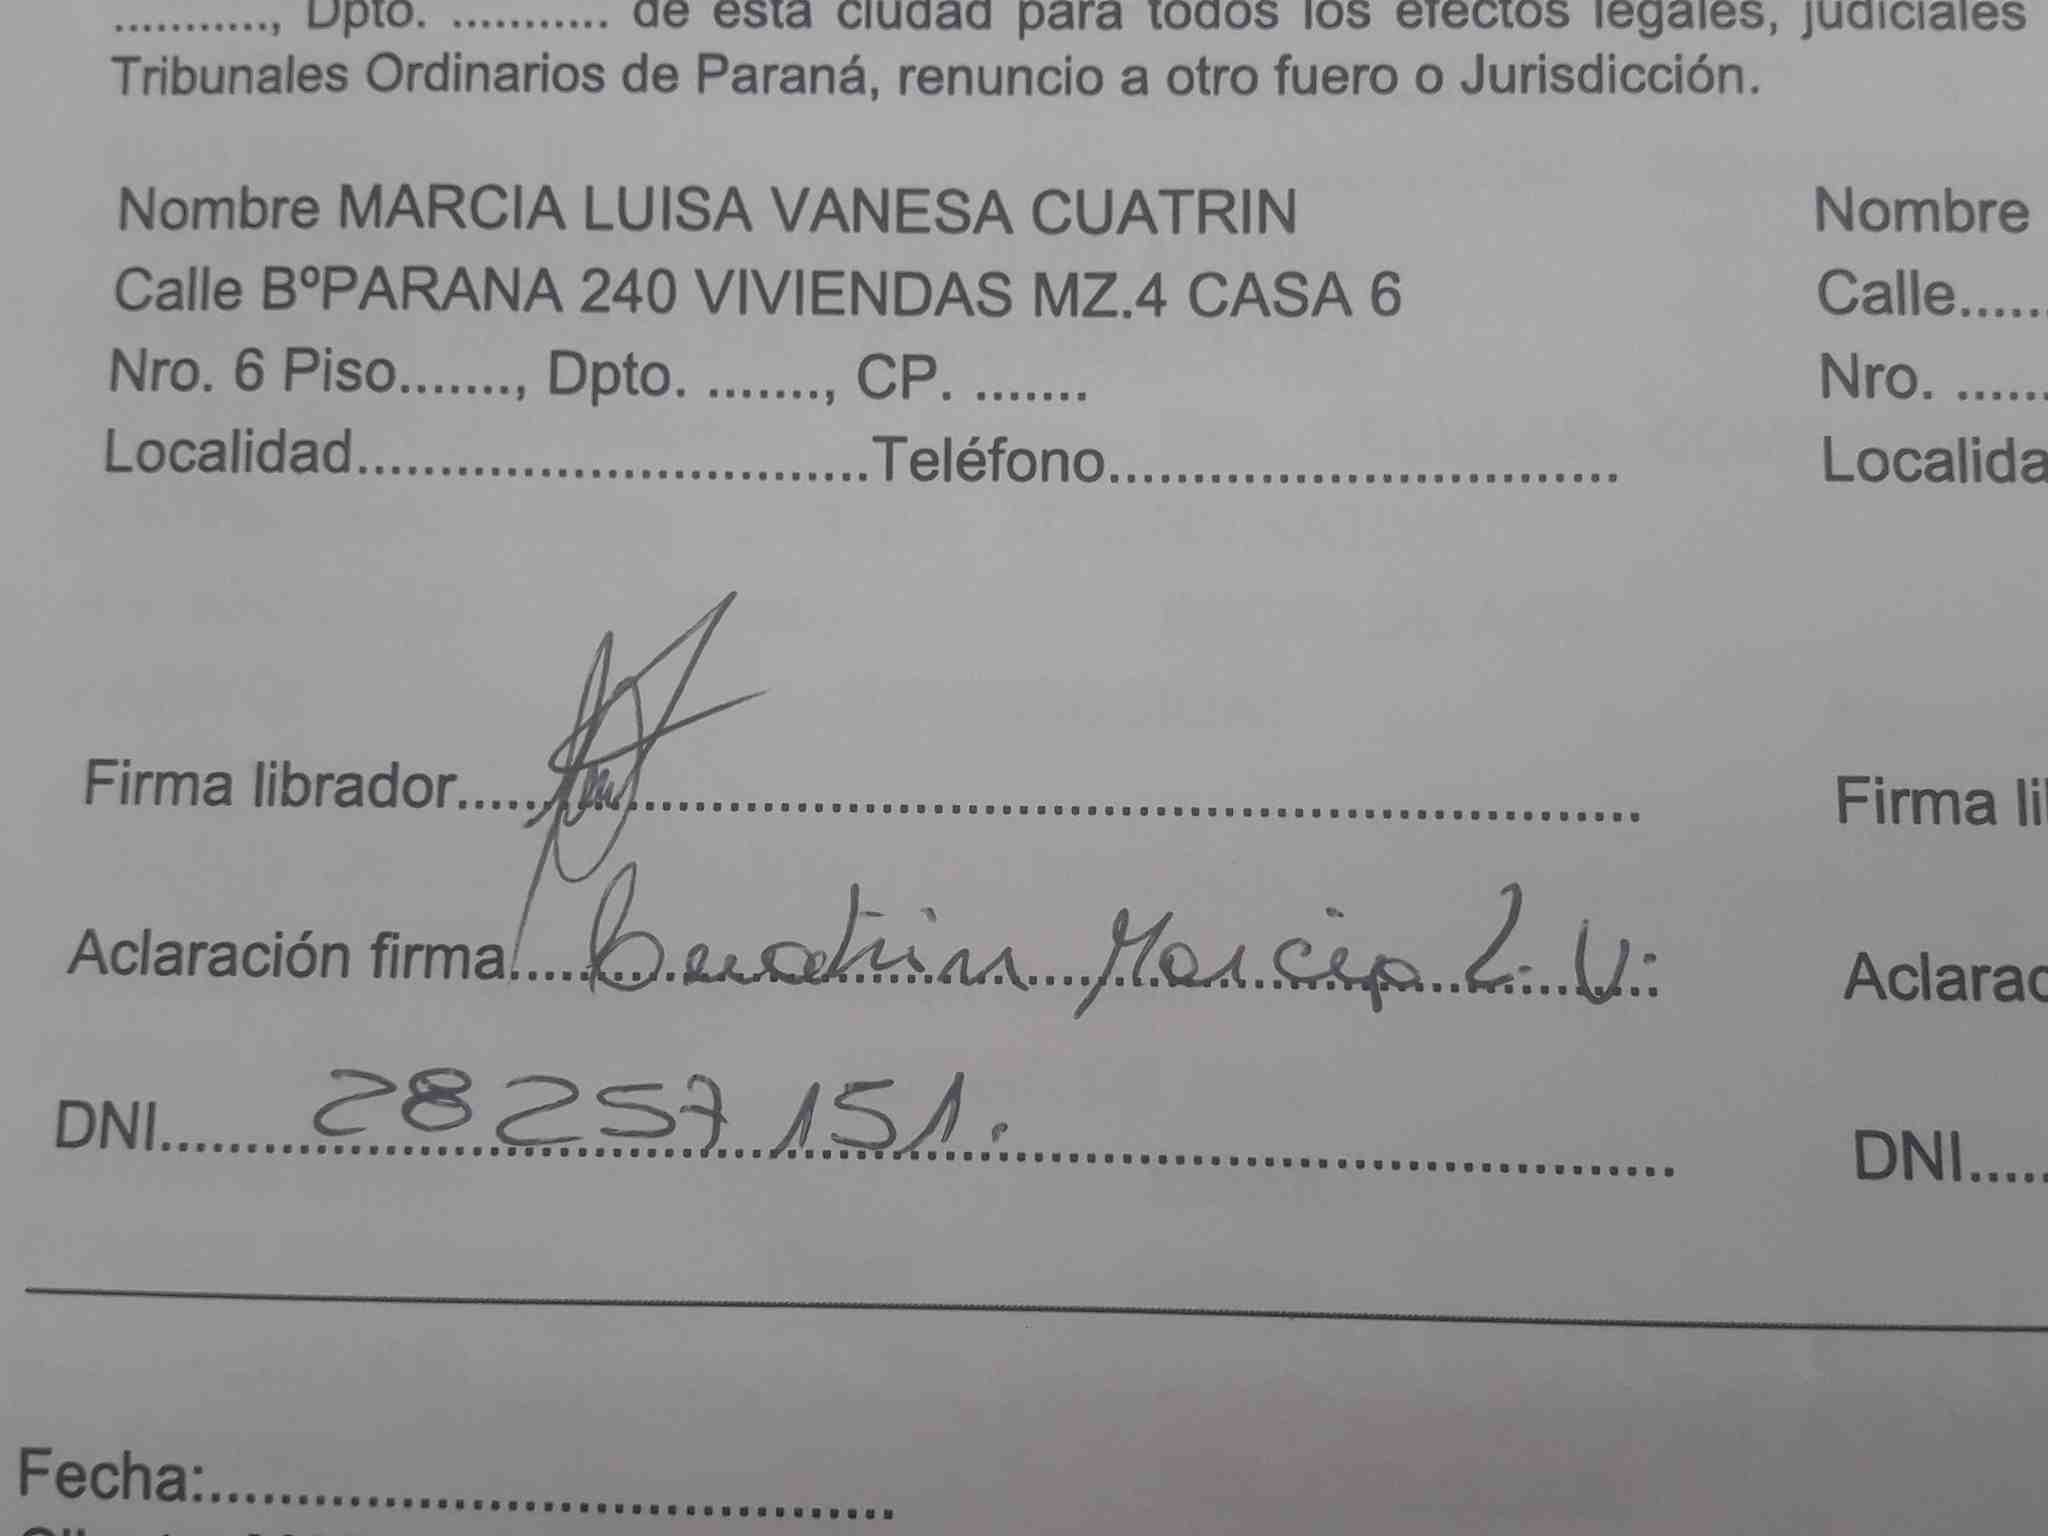 ..........., Dpto. ........... de esta ciudad para todos los efectos legales, judiciales
Tribunales Ordinarios de Paraná, renuncio a otro fuero o Jurisdicción.
Nombre MARCIA LUISA VANESA CUATRIN
Calle BºPARANA 240 VIVIENDAS MZ.4 CASA 6
Nro. 6 Piso......., Dpto. ......., CP. .......
Localidad..............................Teléfono..............................
Firma librador..............................
Aclaración firma Cuatrin Marcia L. V.
DNI 28257151.
Nombre
Calle......
Nro. ......
Localida
Firma li
Aclarac
DNI.....
Fecha:........................................